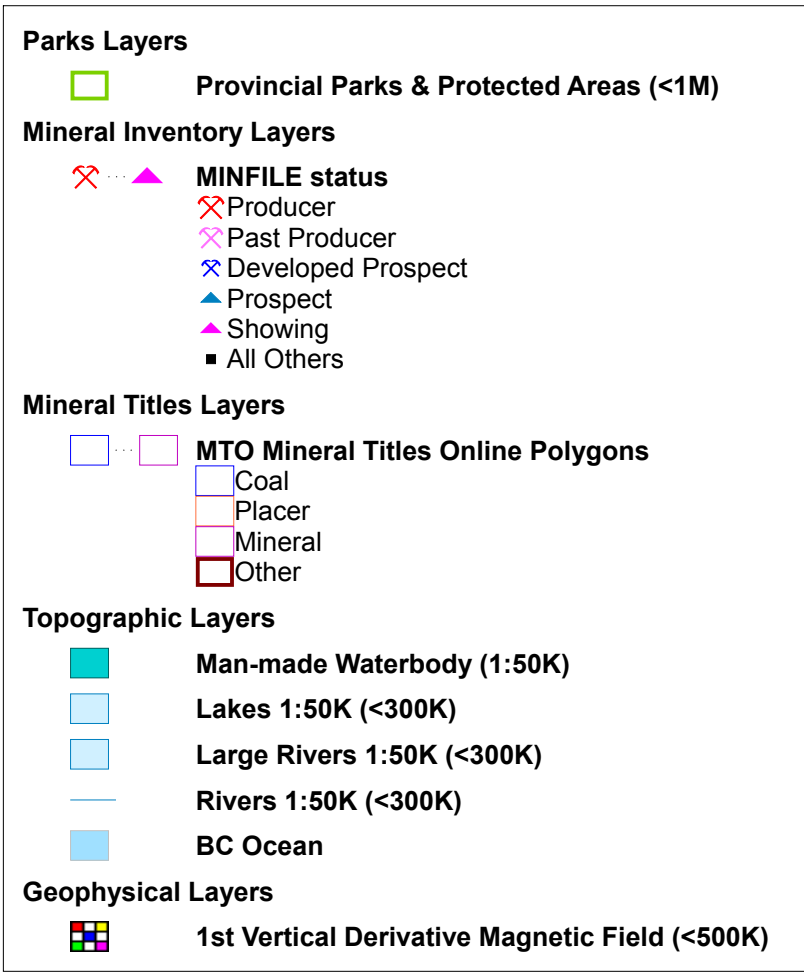 Parks Layers
Provincial Parks & Protected Areas (<1M)
Mineral Inventory Layers
MINFILE status
Producer
Past Producer
Developed Prospect
Prospect
Showing
All Others
Mineral Titles Layers
MTO Mineral Titles Online Polygons
Coal
Placer
Mineral
Other
Topographic Layers
Man-made Waterbody (1:50K)
Lakes 1:50K (<300K)
Large Rivers 1:50K (<300K)
Rivers 1:50K (<300K)
BC Ocean
Geophysical Layers
1st Vertical Derivative Magnetic Field (<500K)